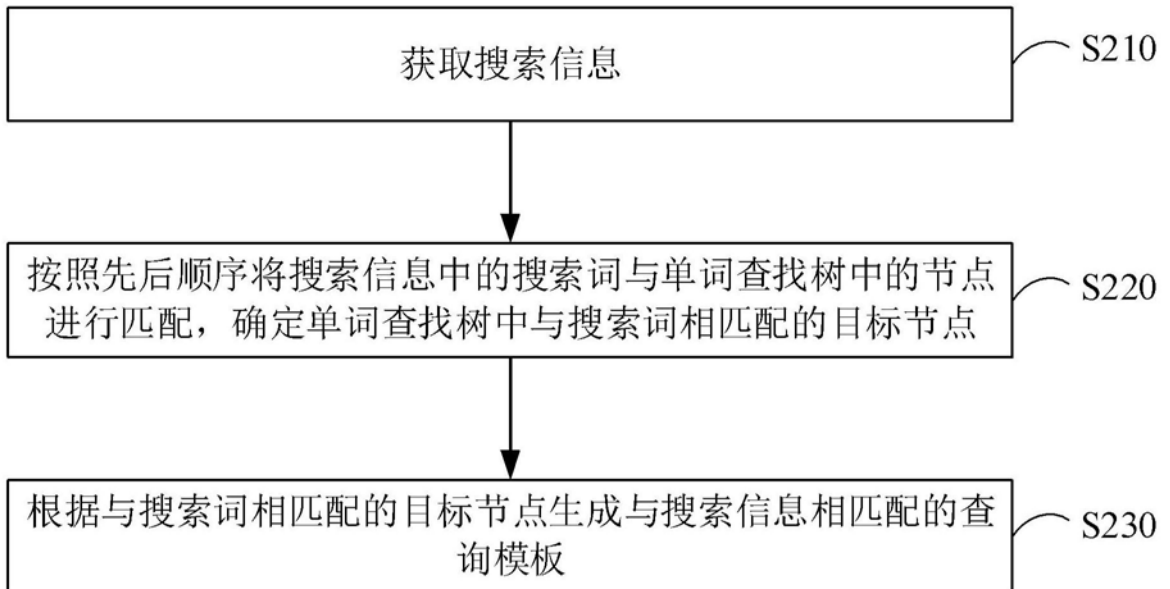 获取搜索信息
S210
按照先后顺序将搜索信息中的搜索词与单词查找树中的节点
进行匹配，确定单词查找树中与搜索词相匹配的目标节点
S220
根据与搜索词相匹配的目标节点生成与搜索信息相匹配的查
询模板
S230